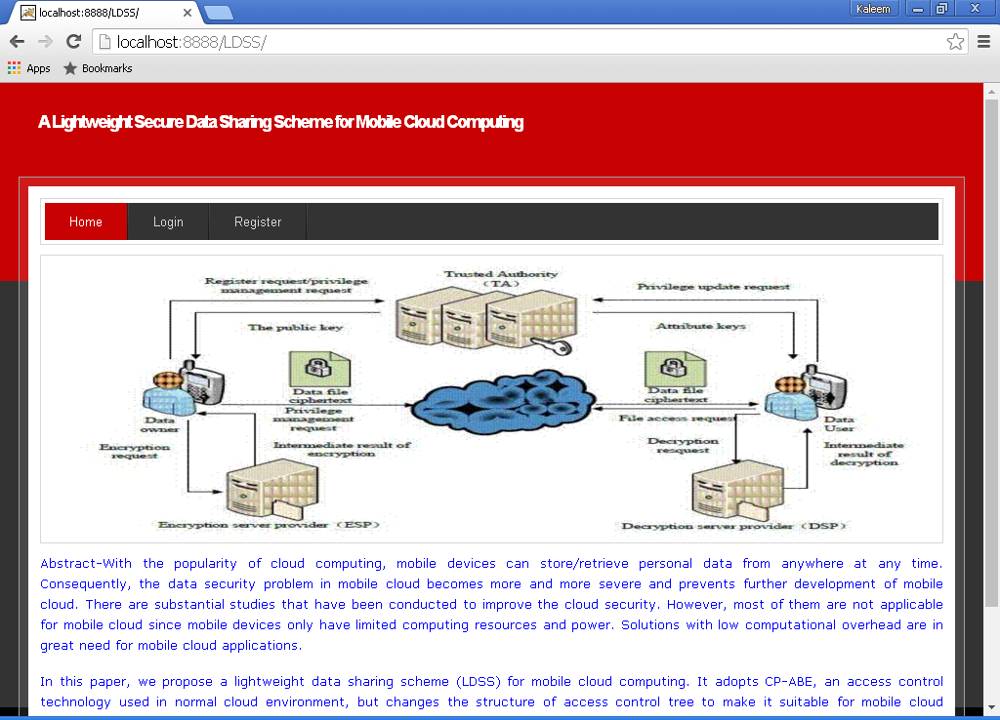 localhost:8888/LDSS/
Kaleem
localhost:8888/LDSS/
Apps
Bookmarks
A Lightweight Secure Data Sharing Scheme for Mobile Cloud Computing
Home
Login
Register
Trusted Authority
(TA)
Register request/privilege
management request
Privilege update request
The public key
Attribute keys
Data file
ciphertext
Privilege
management
request
Data file
ciphertext
File access request
Data
owner
Data
User
Encryption
request
Intermediate result of
encryption
Decryption
resquest
Intermediate
result of
decryption
Encryption server provider (ESP)
Decryption server provider (DSP)
Abstract-With the popularity of cloud computing, mobile devices can store/retrieve personal data from anywhere at any time.
Consequently, the data security problem in mobile cloud becomes more and more severe and prevents further development of mobile
cloud. There are substantial studies that have been conducted to improve the cloud security. However, most of them are not applicable
for mobile cloud since mobile devices only have limited computing resources and power. Solutions with low computational overhead are in
great need for mobile cloud applications.
In this paper, we propose a lightweight data sharing scheme (LDSS) for mobile cloud computing. It adopts CP-ABE, an access control
technology used in normal cloud environment, but changes the structure of access control tree to make it suitable for mobile cloud